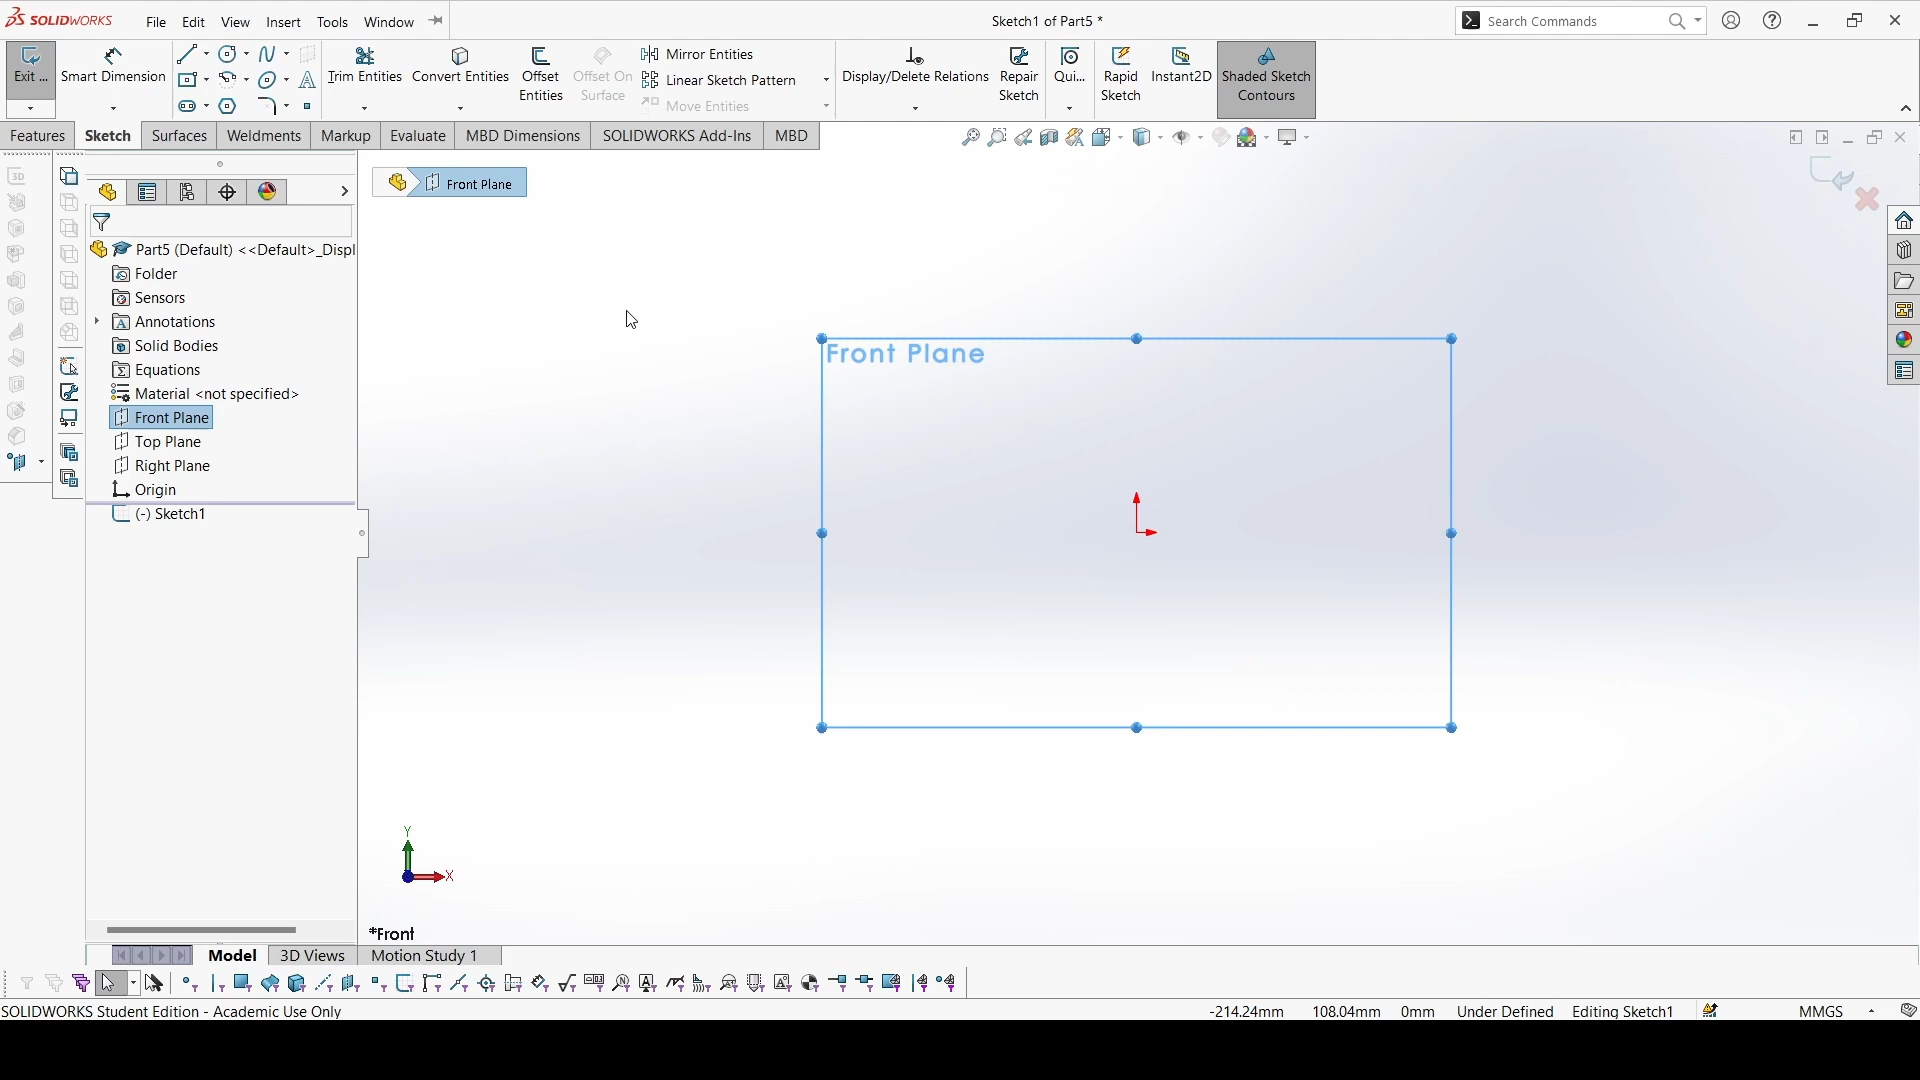 SOLIDWORKS File Edit View Insert Tools Window Sketch1 of Part5 * Search Commands
Exit ... Smart Dimension Trim Entities Convert Entities Offset Entities Offset On Surface Mirror Entities Linear Sketch Pattern Move Entities Display/Delete Relations Repair Sketch Qui... Rapid Sketch Instant2D Shaded Sketch Contours
Features Sketch Surfaces Weldments Markup Evaluate MBD Dimensions SOLIDWORKS Add-Ins MBD
3D
Front Plane
Part5 (Default) <<Default>_Displ
Folder
Sensors
Annotations
Solid Bodies
Equations
Material <not specified>
Front Plane
Top Plane
Right Plane
Origin
(-) Sketch1
Front Plane
Y
X
*Front
Model 3D Views Motion Study 1
SOLIDWORKS Student Edition - Academic Use Only -214.24mm 108.04mm 0mm Under Defined Editing Sketch1 MMGS